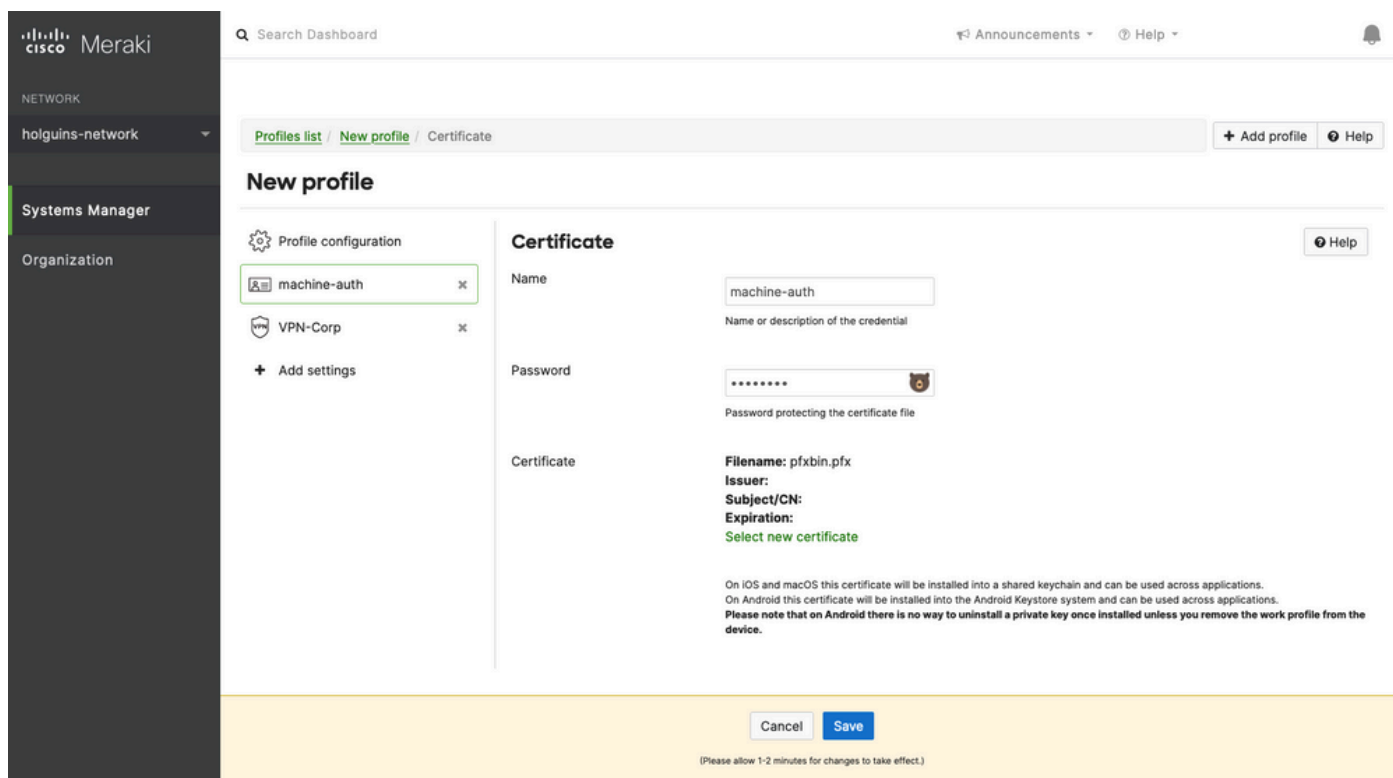 CISCO Meraki
Search Dashboard
Announcements
Help
NETWORK
holguins-network
Systems Manager
Organization
Profiles list / New profile / Certificate
+ Add profile
Help
New profile
Profile configuration
machine-auth
VPN VPN-Corp
+ Add settings
Certificate
Help
Name
machine-auth
Name or description of the credential
Password
••••••••
Password protecting the certificate file
Certificate
Filename: pfxbin.pfx
Issuer:
Subject/CN:
Expiration:
Select new certificate
On iOS and macOS this certificate will be installed into a shared keychain and can be used across applications.
On Android this certificate will be installed into the Android Keystore system and can be used across applications.
Please note that on Android there is no way to uninstall a private key once installed unless you remove the work profile from the
device.
Cancel
Save
(Please allow 1-2 minutes for changes to take effect.)